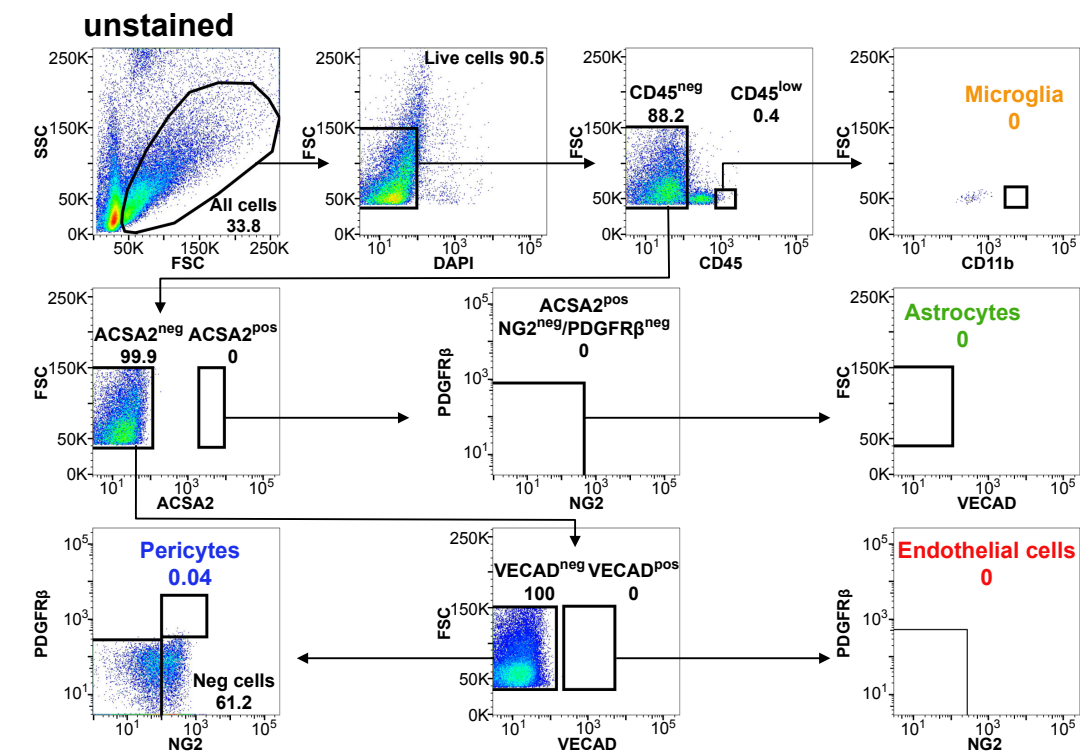 unstained
250K
150K
50K
0K
SSC
50K
150K
250K
FSC
All cells
33.8
250K
150K
50K
0K
FSC
10¹
10³
10⁵
DAPI
Live cells 90.5
250K
150K
50K
0K
FSC
10¹
10³
10⁵
CD45
CD45ⁿᵉᵍ
88.2
CD45ˡᵒʷ
0.4
250K
150K
50K
0K
FSC
10¹
10³
10⁵
CD11b
Microglia
0
250K
150K
50K
0K
FSC
10¹
10³
10⁵
ACSA2
ACSA2ⁿᵉᵍ ACSA2ᵖᵒˢ
99.9 0
10⁵
10³
10¹
PDGFRβ
10¹
10³
10⁵
NG2
ACSA2ᵖᵒˢ
NG2ⁿᵉᵍ/PDGFRβⁿᵉᵍ
0
250K
150K
50K
0K
FSC
10¹
10³
10⁵
VECAD
Astrocytes
0
10⁵
10³
10¹
PDGFRβ
10¹
10³
10⁵
NG2
Pericytes
0.04
Neg cells
61.2
250K
150K
50K
0K
FSC
10¹
10³
10⁵
VECAD
VECADⁿᵉᵍ VECADᵖᵒˢ
100 0
10⁵
10³
10¹
PDGFRβ
10¹
10³
10⁵
NG2
Endothelial cells
0